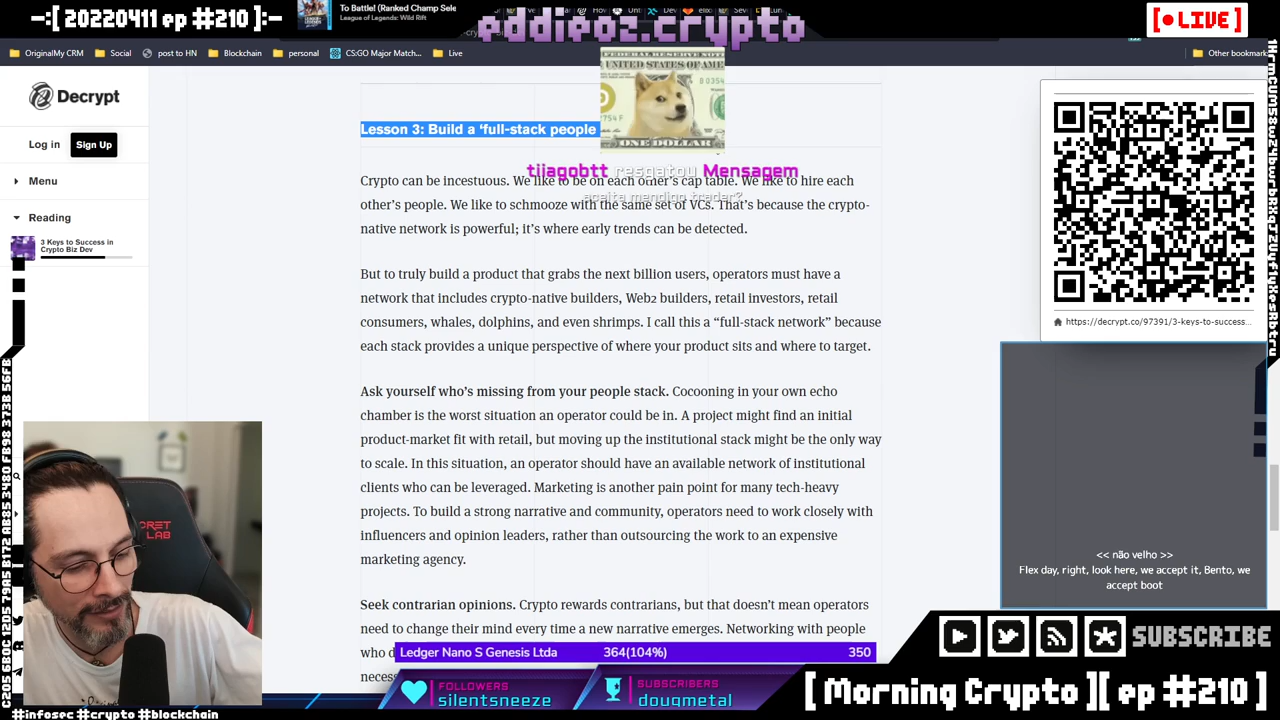 -:[ 20220411 ep #210 ]:-
To Battle! (Ranked Champ Sele
League of Legends: Wild Rift
eddieoz.crypto
[ LIVE ]
OriginalMy CRM
Social
post to HN
Blockchain
personal
CS:GO Major Match...
Live
Other bookmark
Decrypt
Log in
Sign Up
Menu
Reading
3 Keys to Success in
Crypto Biz Dev
FEDERAL RESERVE NOTE
UNITED STATES OF AME
ONE DOLLAR
tiagobtt resgatou Mensagem
aceita mendigo trader?
Lesson 3: Build a ‘full-stack people
Crypto can be incestuous. We like to be on each other’s cap table. We like to hire each
other’s people. We like to schmooze with the same set of VCs. That’s because the crypto-
native network is powerful; it’s where early trends can be detected.
But to truly build a product that grabs the next billion users, operators must have a
network that includes crypto-native builders, Web2 builders, retail investors, retail
consumers, whales, dolphins, and even shrimps. I call this a “full-stack network” because
each stack provides a unique perspective of where your product sits and where to target.
Ask yourself who’s missing from your people stack. Cocooning in your own echo
chamber is the worst situation an operator could be in. A project might find an initial
product-market fit with retail, but moving up the institutional stack might be the only way
to scale. In this situation, an operator should have an available network of institutional
clients who can be leveraged. Marketing is another pain point for many tech-heavy
projects. To build a strong narrative and community, operators need to work closely with
influencers and opinion leaders, rather than outsourcing the work to an expensive
marketing agency.
Seek contrarian opinions. Crypto rewards contrarians, but that doesn’t mean operators
need to change their mind every time a new narrative emerges. Networking with people
who d
neces
https://decrypt.co/97391/3-keys-to-success...
<< não velho >>
Flex day, right, look here, we accept it, Bento, we
accept boot
Ledger Nano S Genesis Ltda
364(104%)
350
FOLLOWERS
silentsneeze
SUBSCRIBERS
dougmetal
SUBSCRIBE
[ Morning Crypto ][ ep #210 ]
#infosec #crypto #blockchain